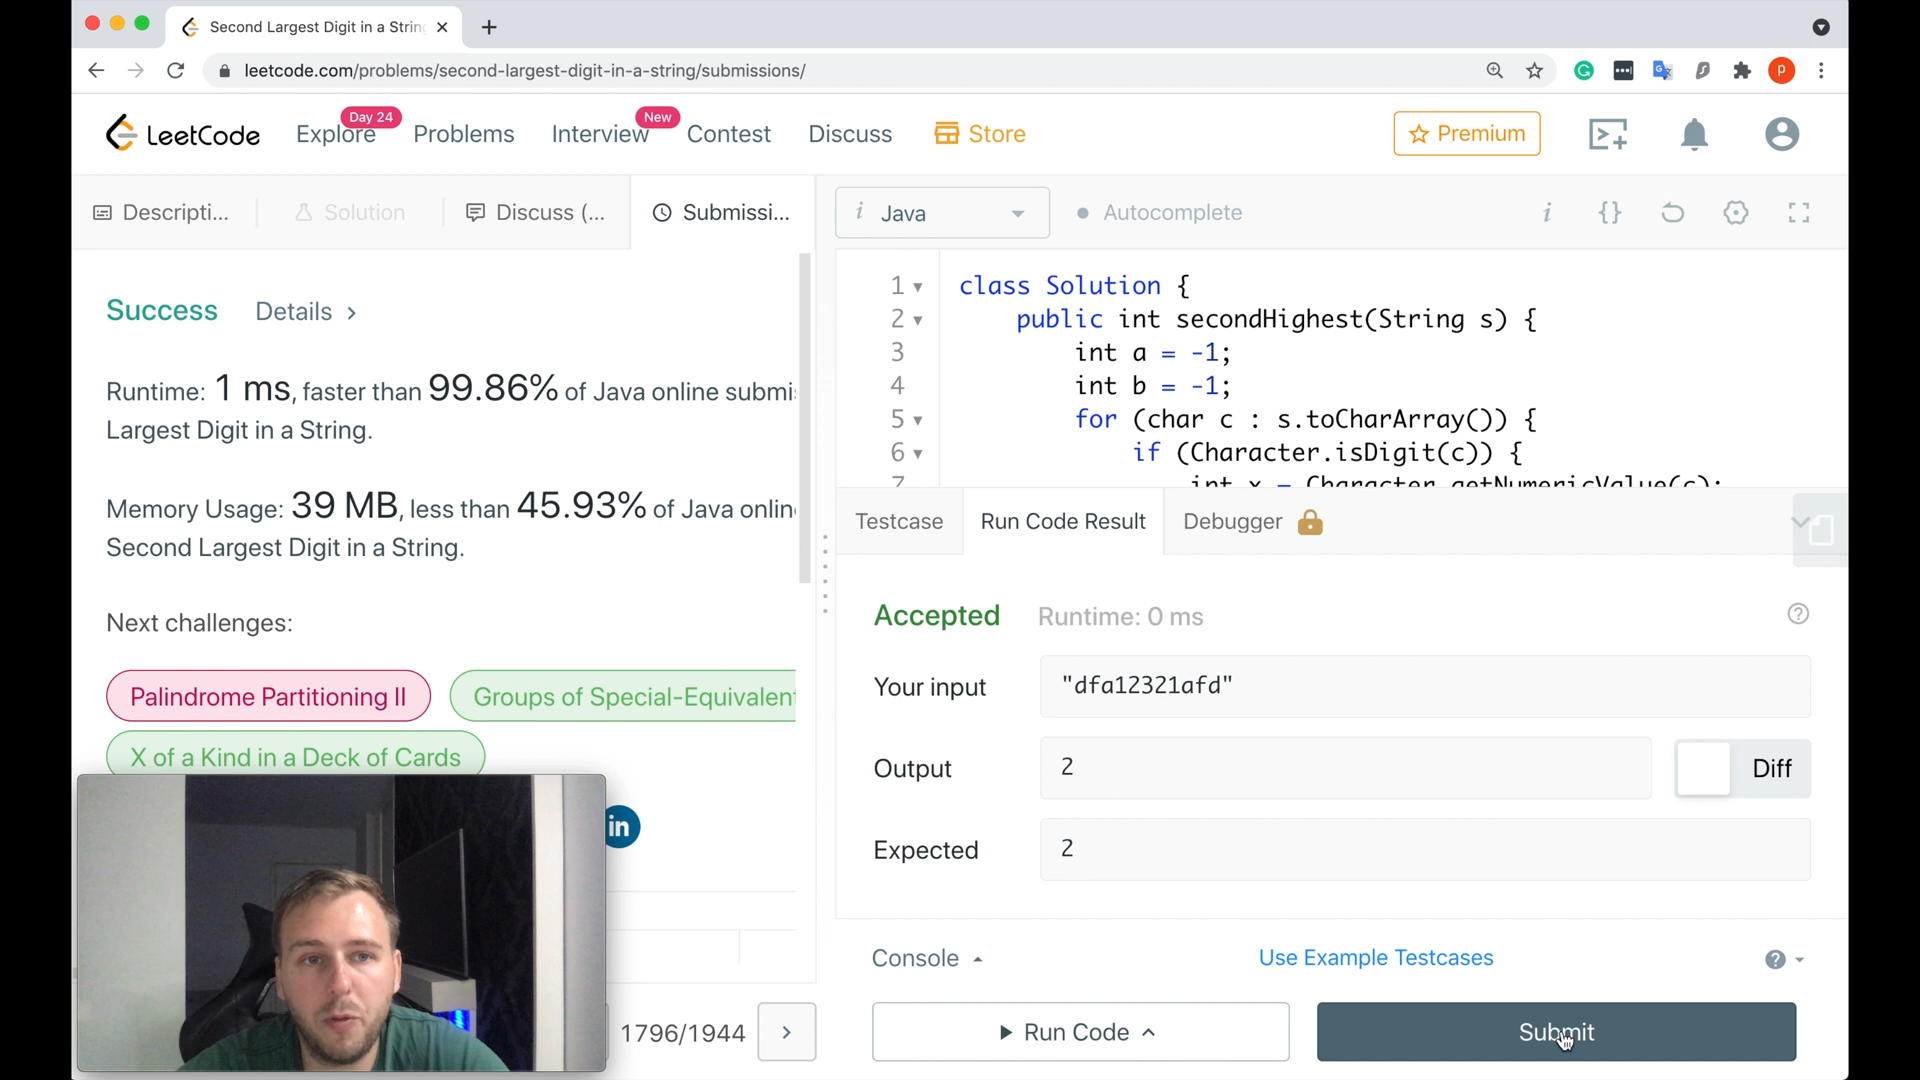 Second Largest Digit in a Strin
leetcode.com/problems/second-largest-digit-in-a-string/submissions/
P
LeetCode
Explore
Day 24
Problems
Interview
New
Contest
Discuss
Store
Premium
Descripti...
Solution
Discuss (...
Submissi...
i Java
Autocomplete
i
{}
Success
Details >
Runtime: 1 ms, faster than 99.86% of Java online submi
Largest Digit in a String.
Memory Usage: 39 MB, less than 45.93% of Java onlin
Second Largest Digit in a String.
Next challenges:
Palindrome Partitioning II
Groups of Special-Equivalent
X of a Kind in a Deck of Cards
in
1796/1944
1 class Solution {
2 public int secondHighest(String s) {
3 int a = -1;
4 int b = -1;
5 for (char c : s.toCharArray()) {
6 if (Character.isDigit(c)) {
7 int x = Character.getNumericValue(c);
Testcase
Run Code Result
Debugger
Accepted
Runtime: 0 ms
?
Your input
"dfa12321afd"
Output
2
Diff
Expected
2
Console
Use Example Testcases
?
Run Code
Submit